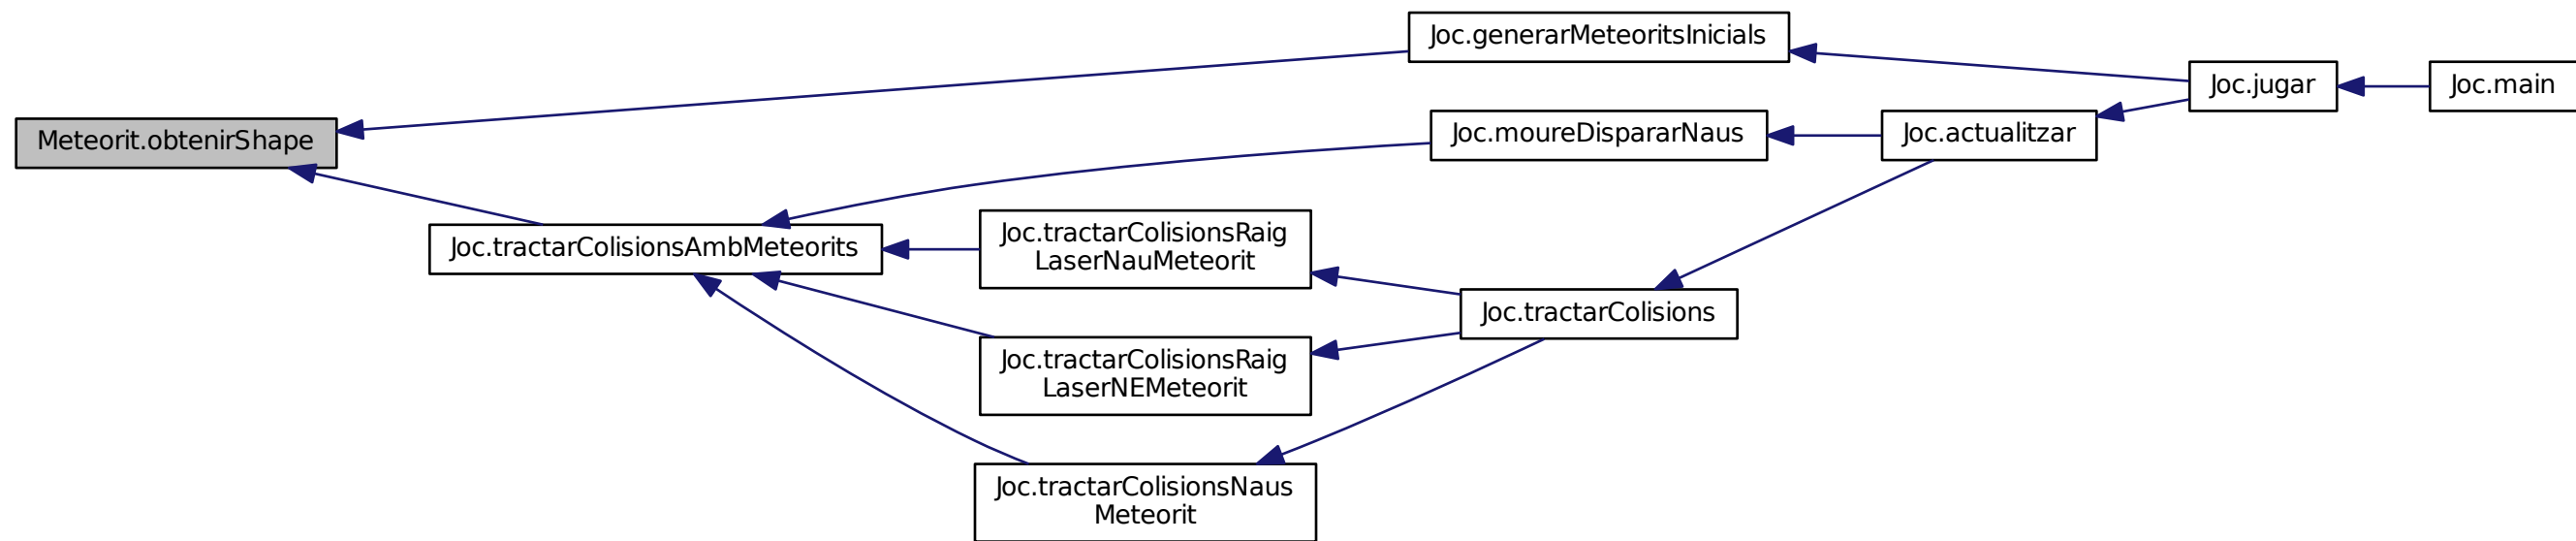 Joc.generarMeteoritsInicials
Joc.jugar
Joc.main
Meteorit.obtenirShape
Joc.moureDispararNaus
Joc.actualitzar
Joc.tractarColisionsAmbMeteorits
Joc.tractarColisionsRaig
LaserNauMeteorit
Joc.tractarColisions
Joc.tractarColisionsRaig
LaserNEMeteorit
Joc.tractarColisionsNaus
Meteorit